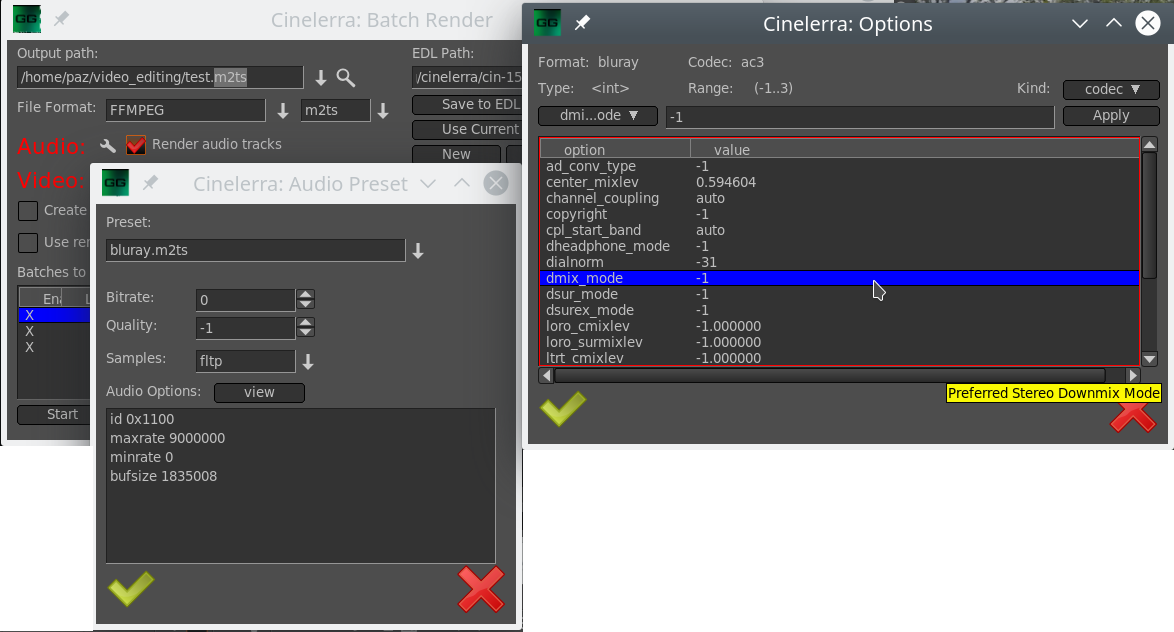 GG
Cinelerra: Batch Render
Output path:
/home/paz/video_editing/test.m2ts
EDL Path:
/cinelerra/cin-15
File Format:
FFMPEG
m2ts
Save to EDL
Use Current
Audio:
Render audio tracks
New
Video:
Create
Use
Batches to
X
X
X
Start
GG
Cinelerra: Audio Preset
Preset:
bluray.m2ts
Bitrate:
0
Quality:
-1
Samples:
fltp
Audio Options:
view
id 0x1100
maxrate 9000000
minrate 0
bufsize 1835008
GG
Cinelerra: Options
Format: bluray
Codec: ac3
Type: <int>
Range: (-1..3)
Kind:
codec
dmi...ode
-1
Apply
option value
ad_conv_type -1
center_mixlev 0.594604
channel_coupling auto
copyright -1
cpl_start_band auto
dheadphone_mode -1
dialnorm -31
dmix_mode -1
dsur_mode -1
dsurex_mode -1
loro_cmixlev -1.000000
loro_surmixlev -1.000000
ltrt_cmixlev -1.000000
Preferred Stereo Downmix Mode